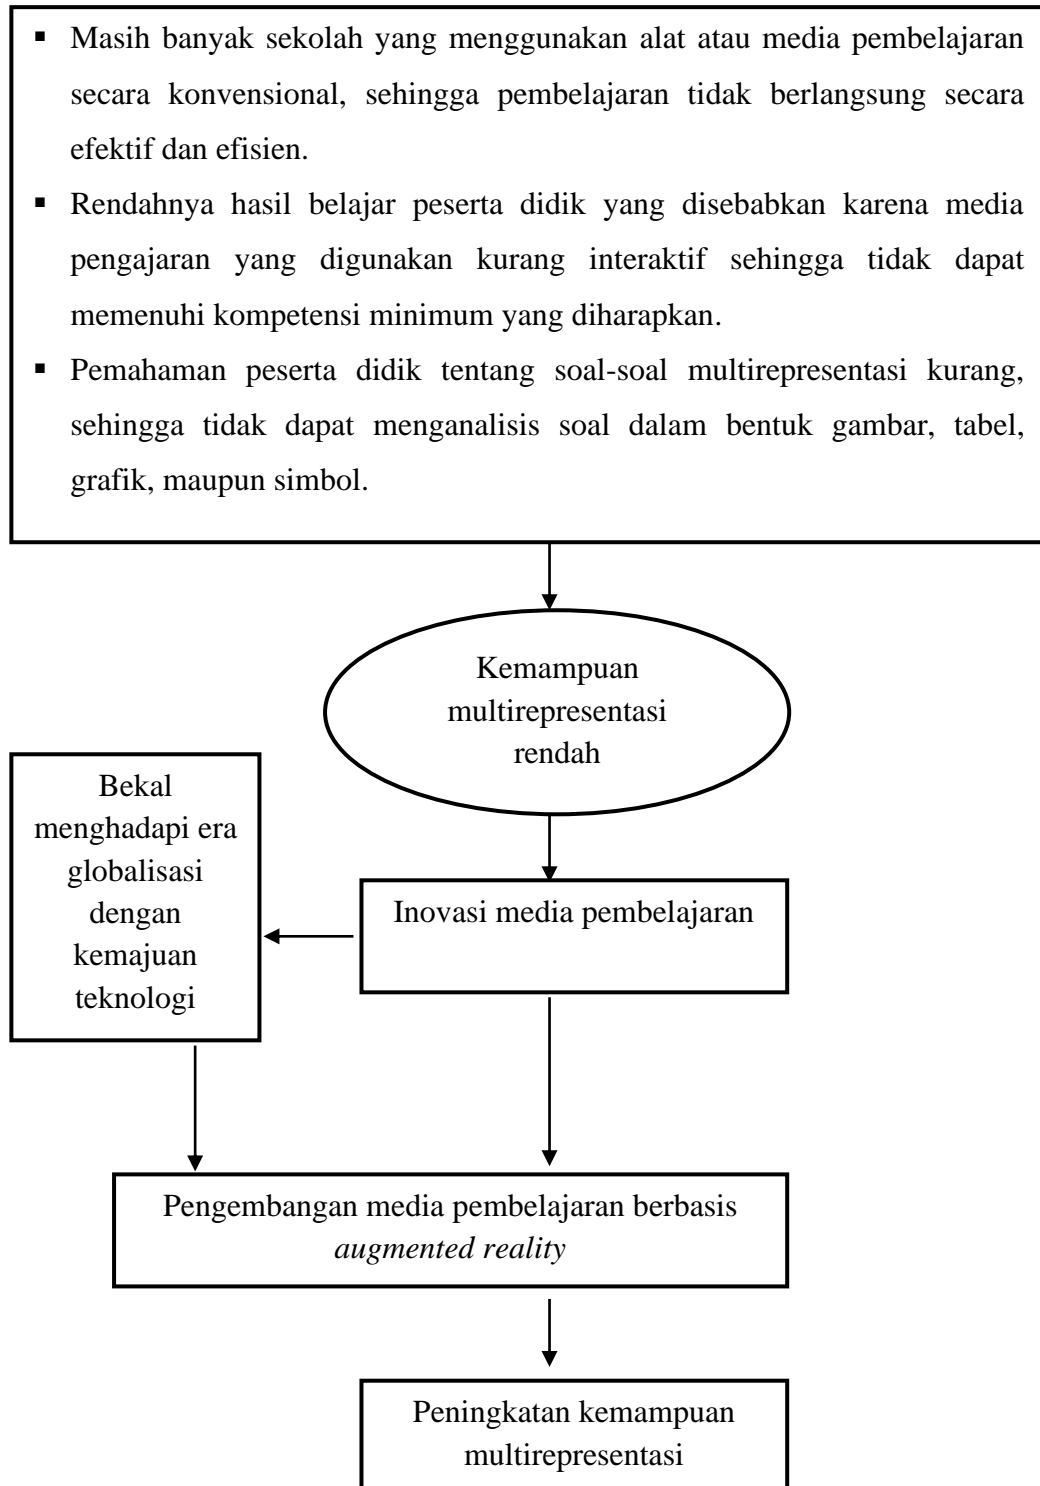 ▪ Masih banyak sekolah yang menggunakan alat atau media pembelajaran
secara konvensional, sehingga pembelajaran tidak berlangsung secara
efektif dan efisien.
▪ Rendahnya hasil belajar peserta didik yang disebabkan karena media
pengajaran yang digunakan kurang interaktif sehingga tidak dapat
memenuhi kompetensi minimum yang diharapkan.
▪ Pemahaman peserta didik tentang soal-soal multirepresentasi kurang,
sehingga tidak dapat menganalisis soal dalam bentuk gambar, tabel,
grafik, maupun simbol.
Kemampuan
multirepresentasi
rendah
Bekal
menghadapi era
globalisasi
dengan
kemajuan
teknologi
Inovasi media pembelajaran
Pengembangan media pembelajaran berbasis
augmented reality
Peningkatan kemampuan
multirepresentasi